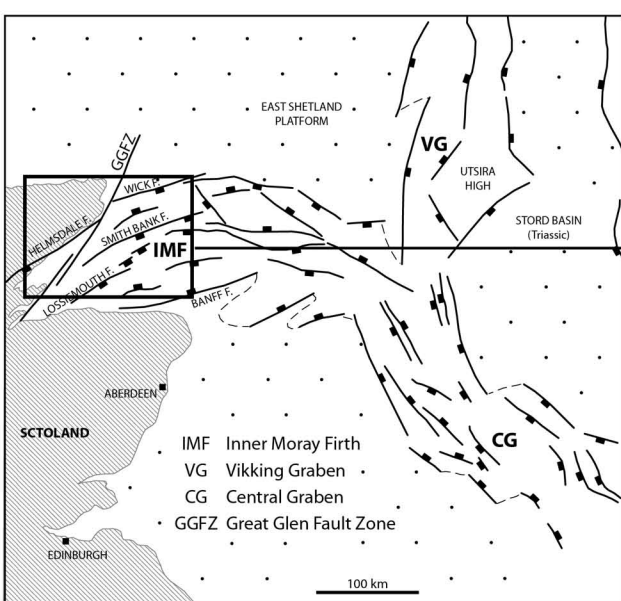 EAST SHETLAND
PLATFORM
VG
UTSIRA
HIGH
STORD BASIN
(Triassic)
GGFZ
WICK F.
HELMSDALE F.
SMITH BANK F.
IMF
LOSSIEMOUTH F.
BANFF F.
ABERDEEN
SCTOLAND
CG
IMF Inner Moray Firth
VG Vikking Graben
CG Central Graben
GGFZ Great Glen Fault Zone
EDINBURGH
100 km